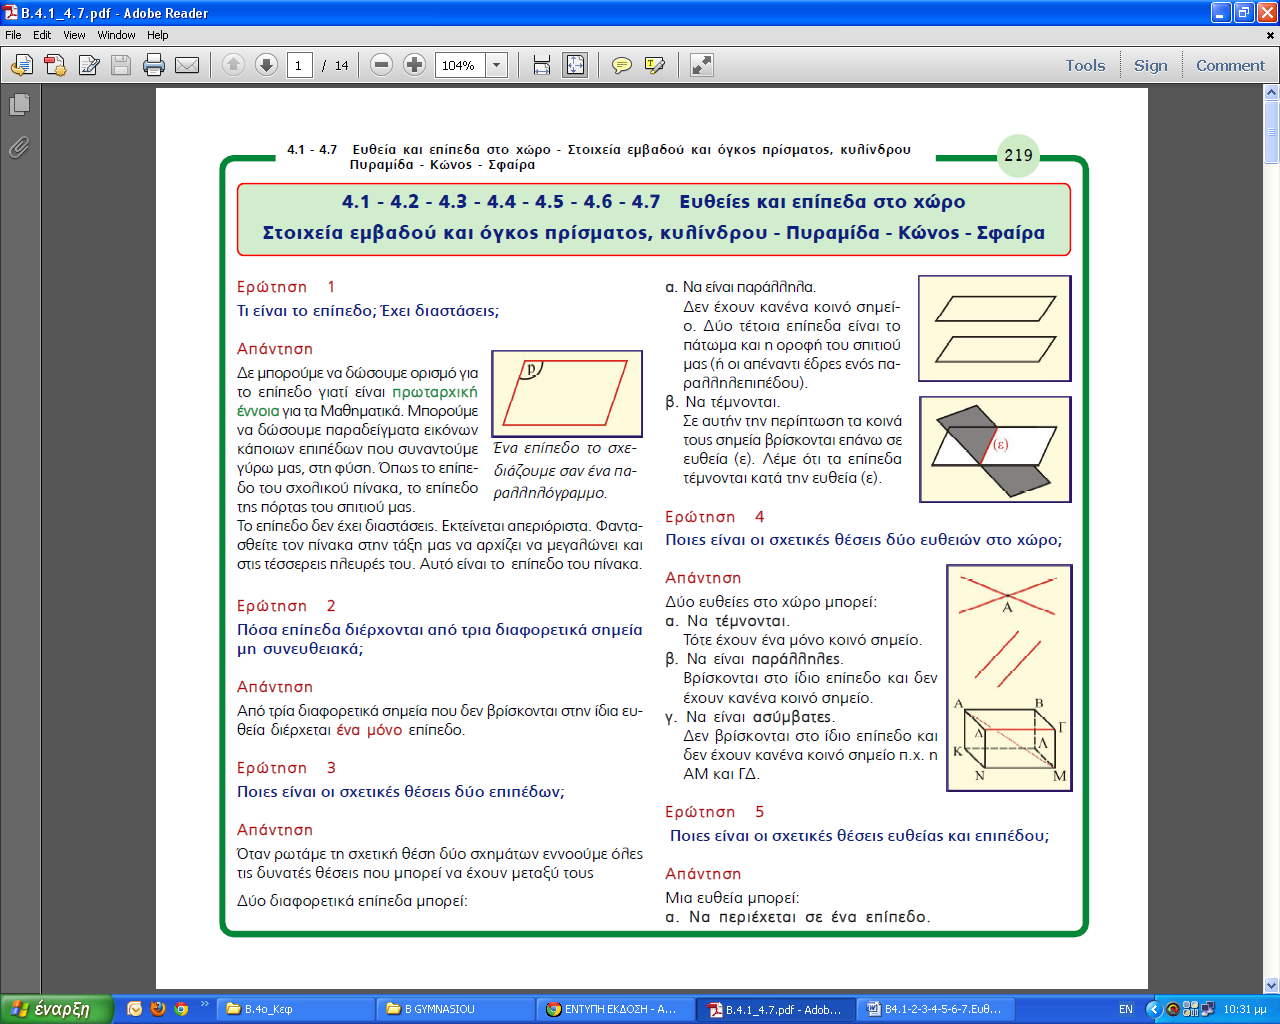 B.4.1_4.7.pdf - Adobe Reader
File Edit View Window Help
1 / 14 104% Tools Sign Comment
4.1 - 4.7 Ευθεία και επίπεδα στο χώρο - Στοιχεία εμβαδού και όγκος πρίσματος, κυλίνδρου
Πυραμίδα - Κώνος - Σφαίρα
219
4.1 - 4.2 - 4.3 - 4.4 - 4.5 - 4.6 - 4.7 Ευθείες και επίπεδα στο χώρο
Στοιχεία εμβαδού και όγκος πρίσματος, κυλίνδρου - Πυραμίδα - Κώνος - Σφαίρα
Ερώτηση 1
Τι είναι το επίπεδο; Έχει διαστάσεις;
Απάντηση
Δε μπορούμε να δώσουμε ορισμό για
το επίπεδο γιατί είναι πρωταρχική
έννοια για τα Μαθηματικά. Μπορούμε
να δώσουμε παραδείγματα εικόνων
κάποιων επιπέδων που συναντούμε
γύρω μας, στη φύση. Όπως το επίπε-
δο του σχολικού πίνακα, το επίπεδο
της πόρτας του σπιτιού μας.
p
Ένα επίπεδο το σχε-
διάζουμε σαν ένα πα-
ραλληλόγραμμο.
Το επίπεδο δεν έχει διαστάσεις. Εκτείνεται απεριόριστα. Φαντα-
σθείτε τον πίνακα στην τάξη μας να αρχίζει να μεγαλώνει και
στις τέσσερεις πλευρές του. Αυτό είναι το επίπεδο του πίνακα.
Ερώτηση 2
Πόσα επίπεδα διέρχονται από τρια διαφορετικά σημεία
μη συνευθειακά;
Απάντηση
Από τρία διαφορετικά σημεία που δεν βρίσκονται στην ίδια ευ-
θεία διέρχεται ένα μόνο επίπεδο.
Ερώτηση 3
Ποιες είναι οι σχετικές θέσεις δύο επιπέδων;
Απάντηση
Όταν ρωτάμε τη σχετική θέση δύο σχημάτων εννοούμε όλες
τις δυνατές θέσεις που μπορεί να έχουν μεταξύ τους
Δύο διαφορετικά επίπεδα μπορεί:
α. Να είναι παράλληλα.
Δεν έχουν κανένα κοινό σημεί-
ο. Δύο τέτοια επίπεδα είναι το
πάτωμα και η οροφή του σπιτιού
μας (ή οι απέναντι έδρες ενός πα-
ραλληλεπιπέδου).
β. Να τέμνονται.
Σε αυτήν την περίπτωση τα κοινά
τους σημεία βρίσκονται επάνω σε
ευθεία (ε). Λέμε ότι τα επίπεδα
τέμνονται κατά την ευθεία (ε).
(ε)
Ερώτηση 4
Ποιες είναι οι σχετικές θέσεις δύο ευθειών στο χώρο;
Απάντηση
Δύο ευθείες στο χώρο μπορεί:
α. Να τέμνονται.
Τότε έχουν ένα μόνο κοινό σημείο.
β. Να είναι παράλληλες.
Βρίσκονται στο ίδιο επίπεδο και δεν
έχουν κανένα κοινό σημείο.
γ. Να είναι ασύμβατες.
Δεν βρίσκονται στο ίδιο επίπεδο και
δεν έχουν κανένα κοινό σημείο π.χ. η
ΑΜ και ΓΔ.
Α
Α Β
Δ Γ
Κ Λ
Ν Μ
Ερώτηση 5
Ποιες είναι οι σχετικές θέσεις ευθείας και επιπέδου;
Απάντηση
Μια ευθεία μπορεί:
α. Να περιέχεται σε ένα επίπεδο.
έναρξη » B.4o_Κεφ B GYMNASIOU ΕΝΤΥΠΗ ΕΚΔΟΣΗ - Α... B.4.1_4.7.pdf - Adob... B4.1-2-3-4-5-6-7.Ευθ... EN 10:31 μμ